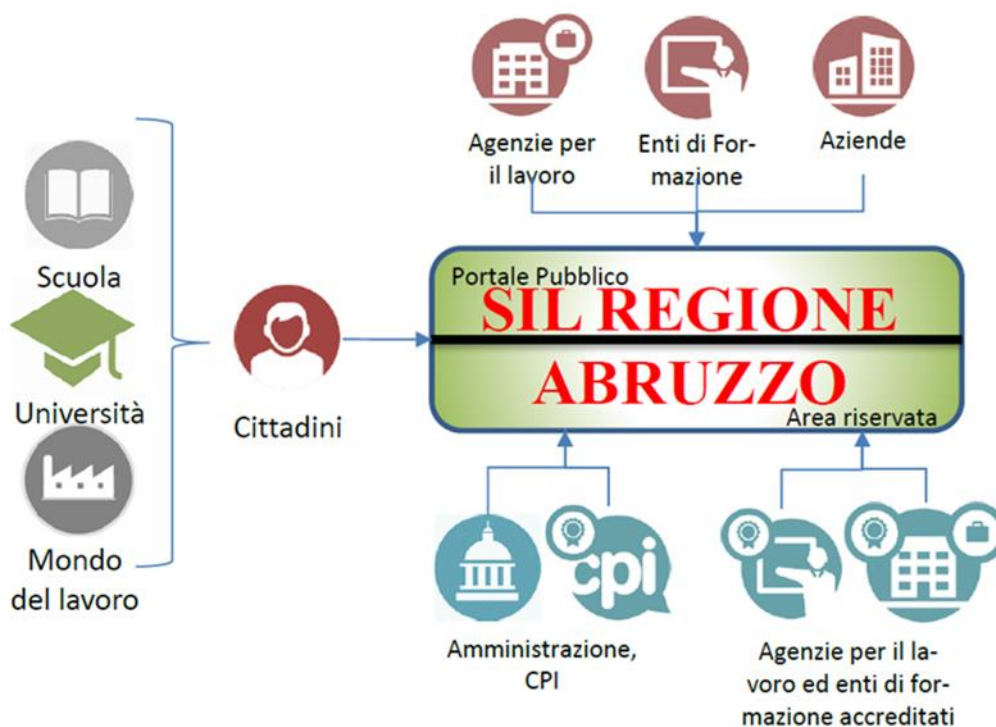 Agenzie per
il lavoro
Enti di For-
mazione
Aziende
Scuola
Università
Mondo
del lavoro
Cittadini
Portale Pubblico
SIL REGIONE
ABRUZZO
Area riservata
cpi
Amministrazione,
CPI
Agenzie per il la-
voro ed enti di for-
mazione accreditati